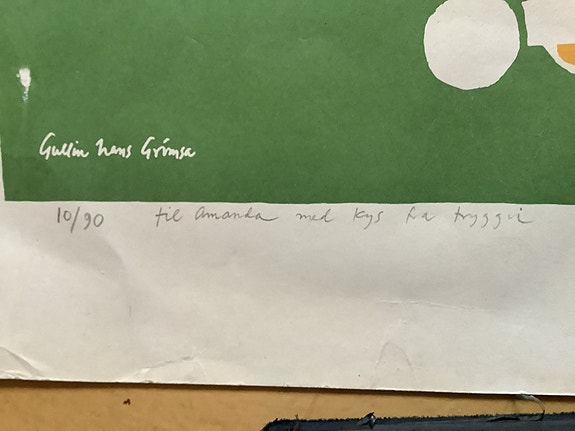 Gullin hans Grímsa
10/90 til Amanda med kys fra tryggvi